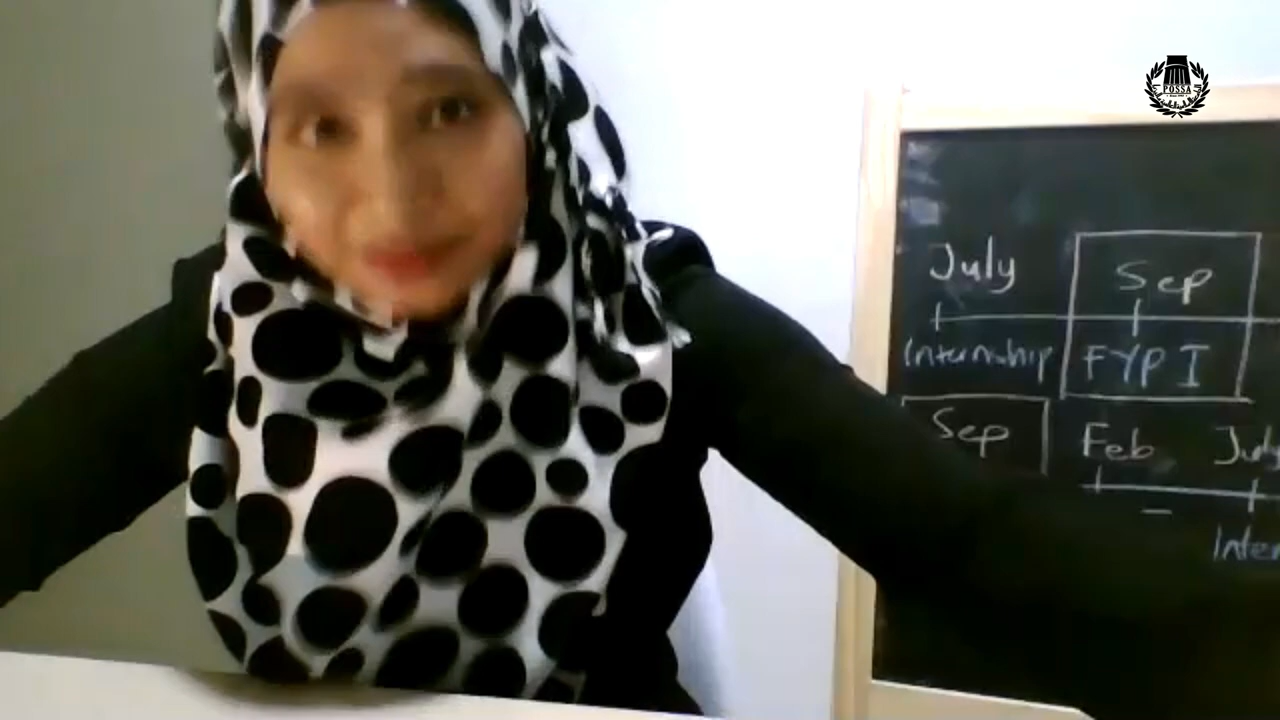 POSSA
July Sep
Internship FYP I
Sep Feb July
Inter